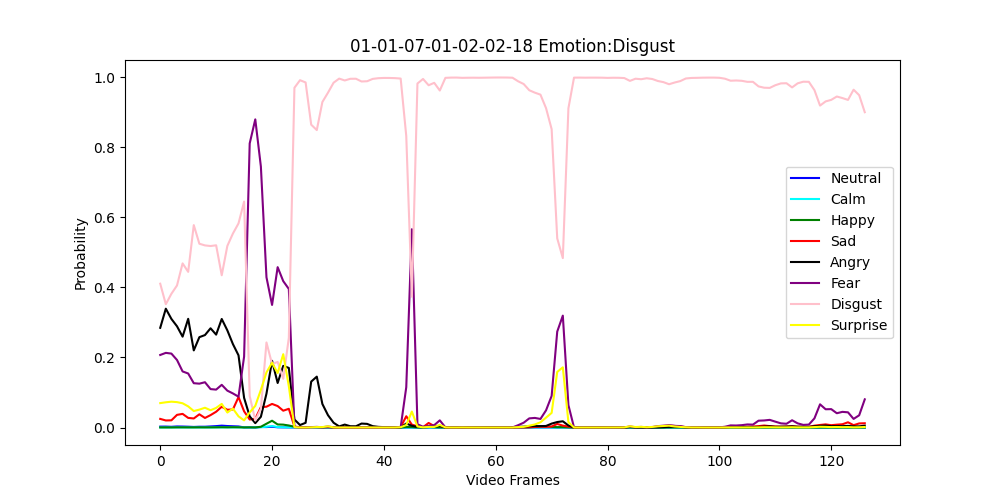 01-01-07-01-02-02-18 Emotion:Disgust
Probability
1.0
0.8
0.6
0.4
0.2
0.0
0
20
40
60
80
100
120
Video Frames
Neutral
Calm
Happy
Sad
Angry
Fear
Disgust
Surprise